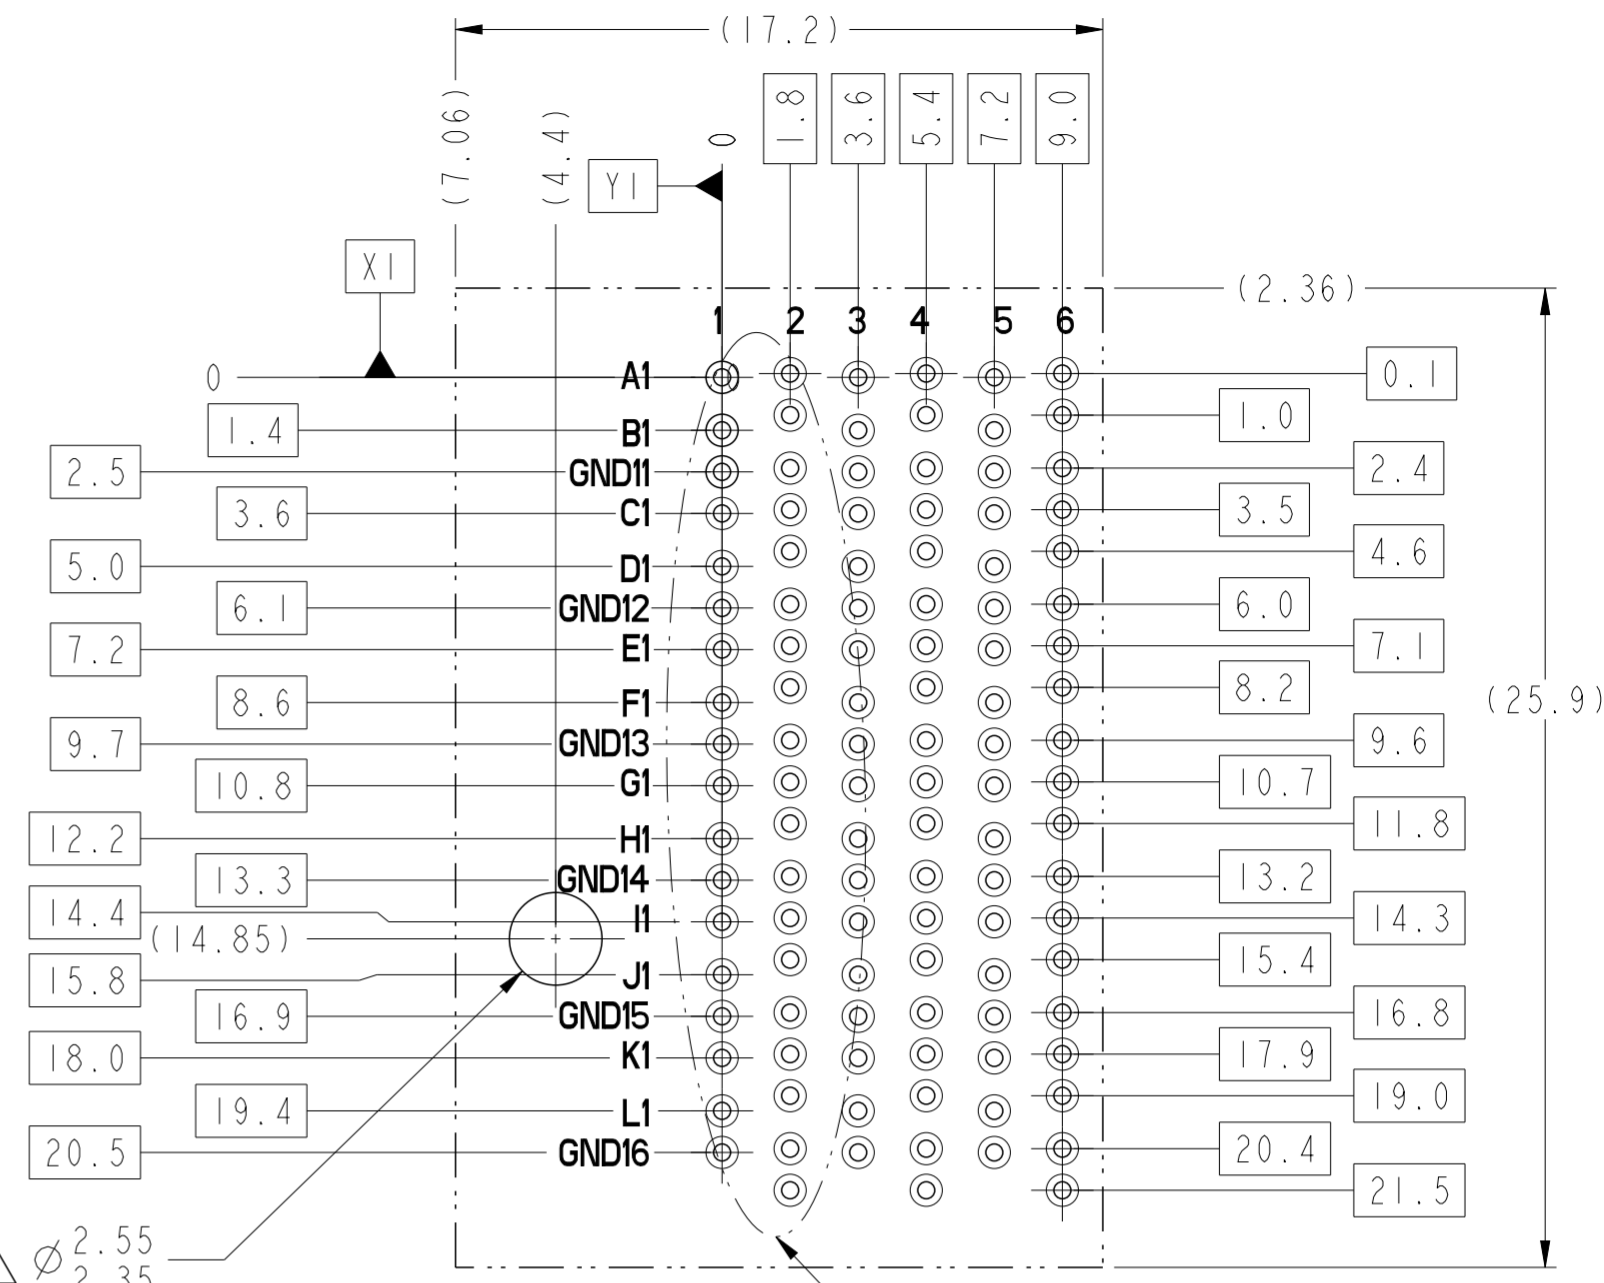 (17.2)
(7.06)
(4.4)
0
1.8
3.6
5.4
7.2
9.0
Y1
X1
(2.36)
1 2 3 4 5 6
0 A1 0.1
1.4 B1 1.0
2.5 GND11 2.4
3.6 C1 3.5
5.0 D1 4.6
6.1 GND12 6.0
7.2 E1 7.1
8.6 F1 8.2
(25.9)
9.7 GND13 9.6
10.8 G1 10.7
12.2 H1 11.8
13.3 GND14 13.2
14.4 I1 14.3
(14.85)
15.8 J1 15.4
16.9 GND15 16.8
18.0 K1 17.9
19.4 L1 19.0
20.5 GND16 20.4
21.5
Ø 2.55
2.35